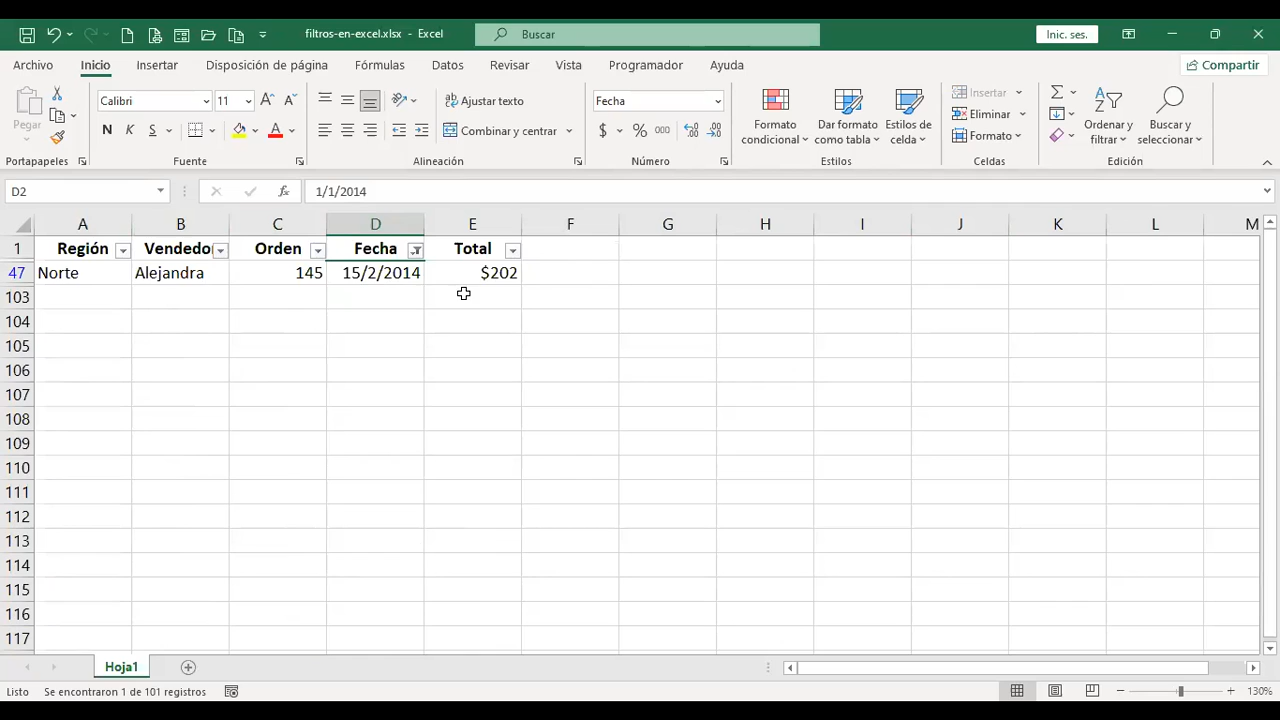 filtros-en-excel.xlsx - Excel
Buscar
Inic. ses.
Archivo Inicio Insertar Disposición de página Fórmulas Datos Revisar Vista Programador Ayuda
Compartir
Pegar
Portapapeles
Calibri 11
N K S
Fuente
Ajustar texto
Combinar y centrar
Alineación
Fecha
$ % 000
Número
Formato condicional
Dar formato como tabla
Estilos de celda
Estilos
Insertar
Eliminar
Formato
Celdas
Ordenar y filtrar
Buscar y seleccionar
Edición
D2 fx 1/1/2014
A B C D E F G H I J K L M
1 Región Vendedo Orden Fecha Total
47 Norte Alejandra 145 15/2/2014 $202
103
104
105
106
107
108
109
110
111
112
113
114
115
116
117
Hoja1
Listo Se encontraron 1 de 101 registros 130%